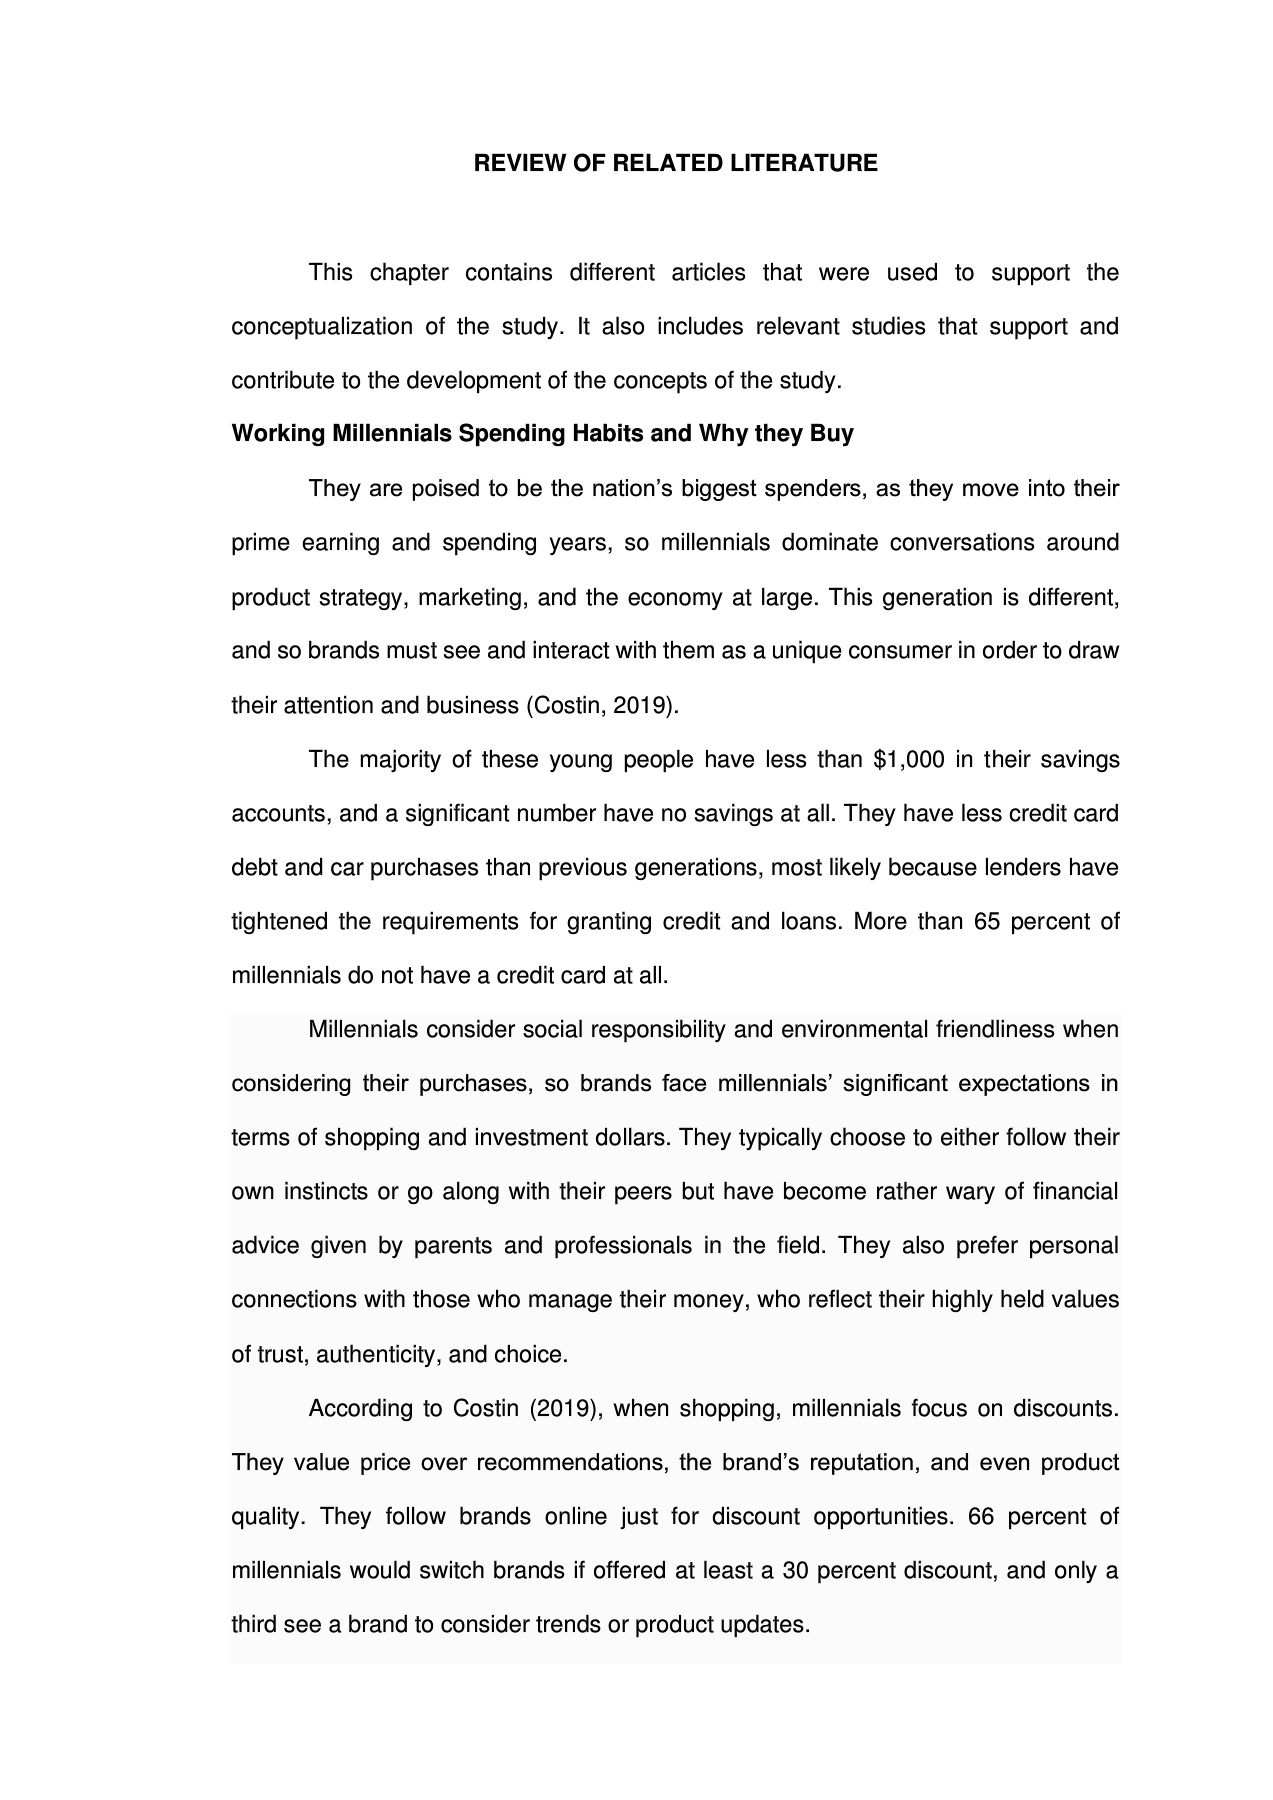 REVIEW OF RELATED LITERATURE
This chapter contains different articles that were used to support the
conceptualization of the study. It also includes relevant studies that support and
contribute to the development of the concepts of the study.
Working Millennials Spending Habits and Why they Buy
They are poised to be the nation’s biggest spenders, as they move into their
prime earning and spending years, so millennials dominate conversations around
product strategy, marketing, and the economy at large. This generation is different,
and so brands must see and interact with them as a unique consumer in order to draw
their attention and business (Costin, 2019).
The majority of these young people have less than $1,000 in their savings
accounts, and a significant number have no savings at all. They have less credit card
debt and car purchases than previous generations, most likely because lenders have
tightened the requirements for granting credit and loans. More than 65 percent of
millennials do not have a credit card at all.
Millennials consider social responsibility and environmental friendliness when
considering their purchases, so brands face millennials’ significant expectations in
terms of shopping and investment dollars. They typically choose to either follow their
own instincts or go along with their peers but have become rather wary of financial
advice given by parents and professionals in the field. They also prefer personal
connections with those who manage their money, who reflect their highly held values
of trust, authenticity, and choice.
According to Costin (2019), when shopping, millennials focus on discounts.
They value price over recommendations, the brand’s reputation, and even product
quality. They follow brands online just for discount opportunities. 66 percent of
millennials would switch brands if offered at least a 30 percent discount, and only a
third see a brand to consider trends or product updates.